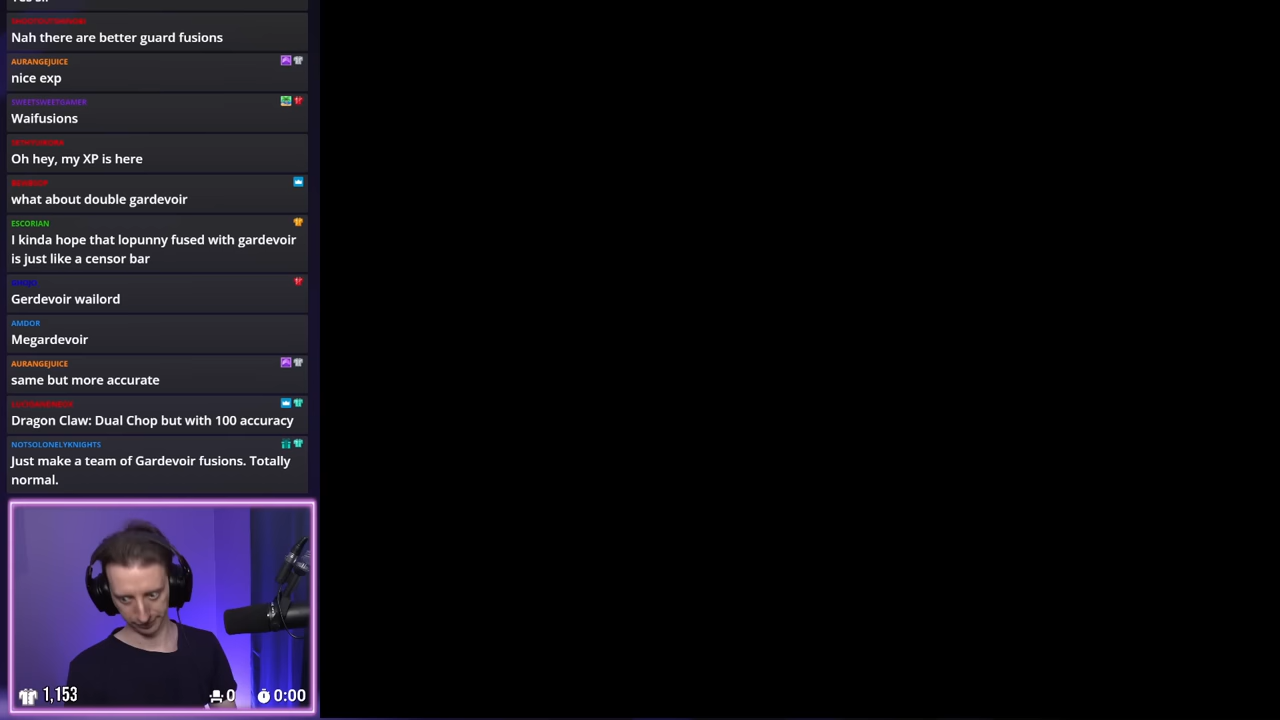 Nah there are better guard fusions
AURANGEJUICE
nice exp
SWEETSWEETGAMER
Waifusions
Oh hey, my XP is here
what about double gardevoir
ESCORIAN
I kinda hope that lopunny fused with gardevoir
is just like a censor bar
Gerdevoir wailord
AMDOR
Megardevoir
AURANGEJUICE
same but more accurate
Dragon Claw: Dual Chop but with 100 accuracy
NOTSOLONELYKNIGHTS
Just make a team of Gardevoir fusions. Totally
normal.
1,153
0
0:00